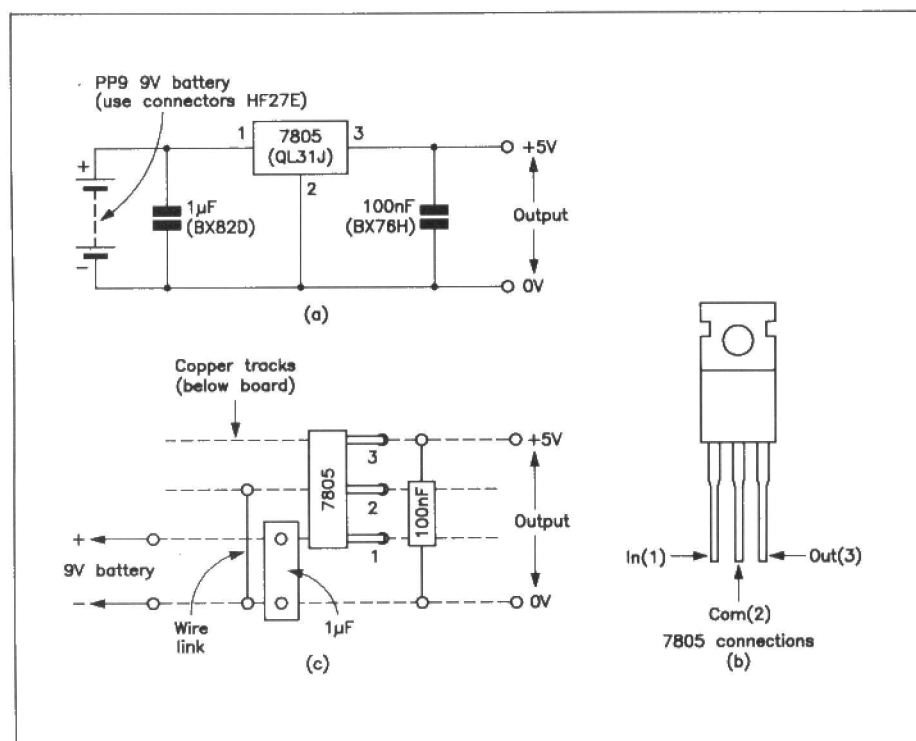 PP9 9V battery
(use connectors HF27E)
1
7805
(QL31J)
3
2
+
−
1µF
(BX82D)
100nF
(BX76H)
+5V
Output
0V
(a)
Copper tracks
(below board)
+5V
3
7805
2
100nF
1
Output
+
9V battery
−
0V
Wire
link
1µF
(c)
In(1)
Out(3)
Com(2)
7805 connections
(b)